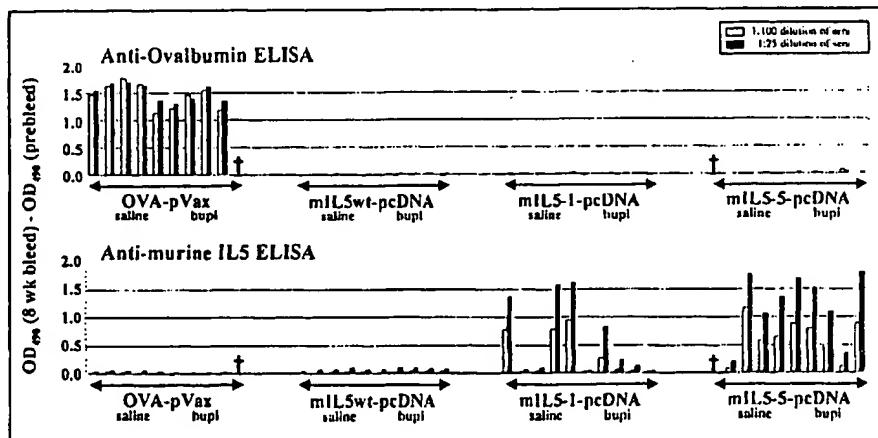 1:100 dilution of sera
1:25 dilution of sera
Anti-Ovalbumin ELISA
2.0
1.5
1.0
0.5
0.0
† †
OVA-pVax mIL5wt-pcDNA mIL5-1-pcDNA mIL5-5-pcDNA
saline bupi saline bupi saline bupi saline bupi
OD490 (8 wk bleed) - OD490 (prebleed)
Anti-murine IL5 ELISA
2.0
1.5
1.0
0.5
0.0
† †
OVA-pVax mIL5wt-pcDNA mIL5-1-pcDNA mIL5-5-pcDNA
saline bupi saline bupi saline bupi saline bupi